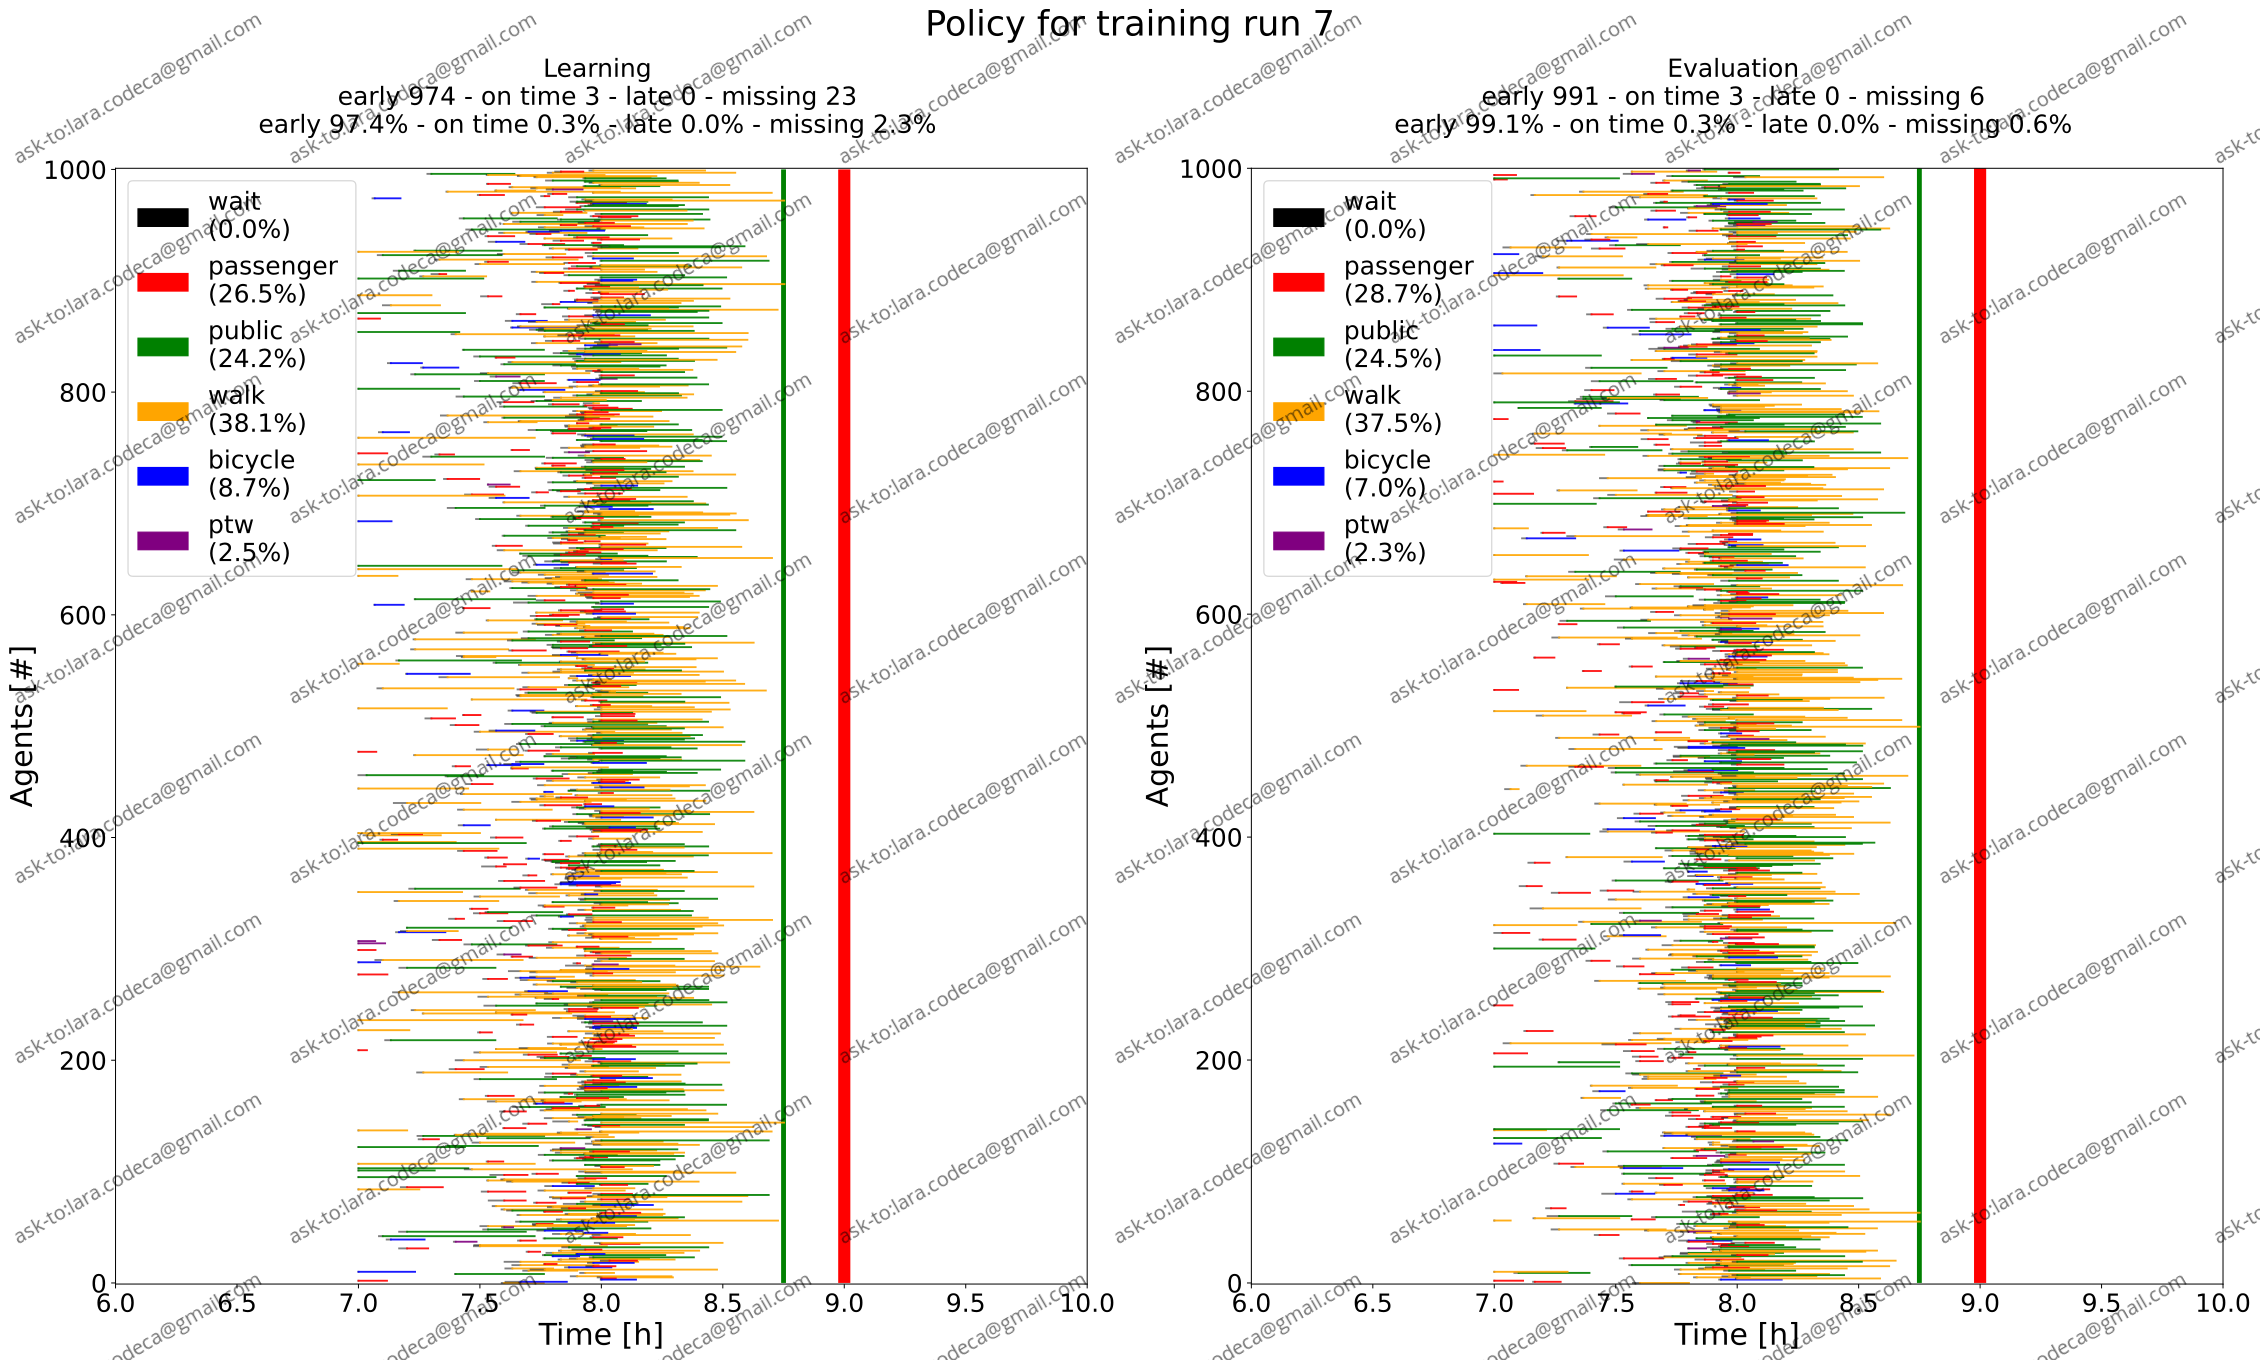 Policy for training run 7
Learning
early 974 - on time 3 - late 0 - missing 23
early 97.4% - on time 0.3% - late 0.0% - missing 2.3%
1000
800
600
400
200
0
Agents [#]
wait
(0.0%)
passenger
(26.5%)
public
(24.2%)
walk
(38.1%)
bicycle
(8.7%)
ptw
(2.5%)
6.0 6.5 7.0 7.5 8.0 8.5 9.0 9.5 10.0
Time [h]
Evaluation
early 991 - on time 3 - late 0 - missing 6
early 99.1% - on time 0.3% - late 0.0% - missing 0.6%
1000
800
600
400
200
0
Agents [#]
wait
(0.0%)
passenger
(28.7%)
public
(24.5%)
walk
(37.5%)
bicycle
(7.0%)
ptw
(2.3%)
6.0 6.5 7.0 7.5 8.0 8.5 9.0 9.5 10.0
Time [h]
ask-to:lara.codeca@gmail.com